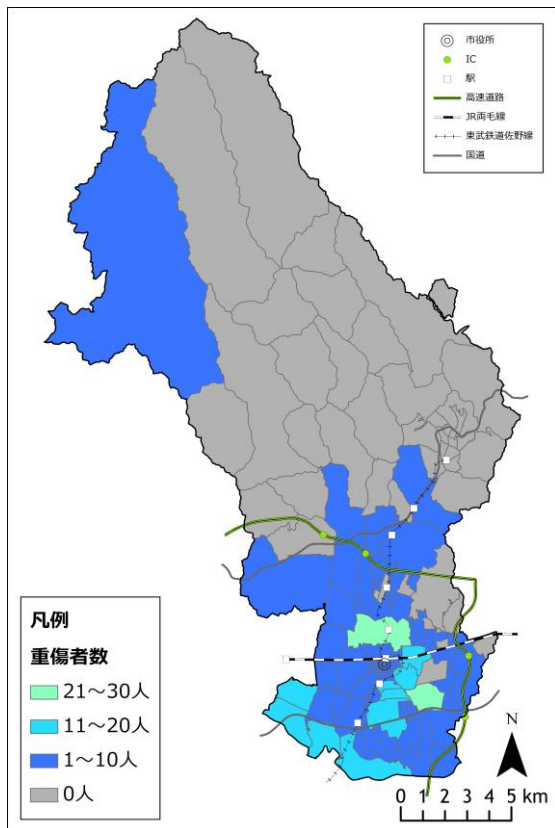 市役所
IC
駅
高速道路
JR両毛線
東武鉄道佐野線
国道
凡例
重傷者数
21～30人
11～20人
1～10人
0人
N
0 1 2 3 4 5 km